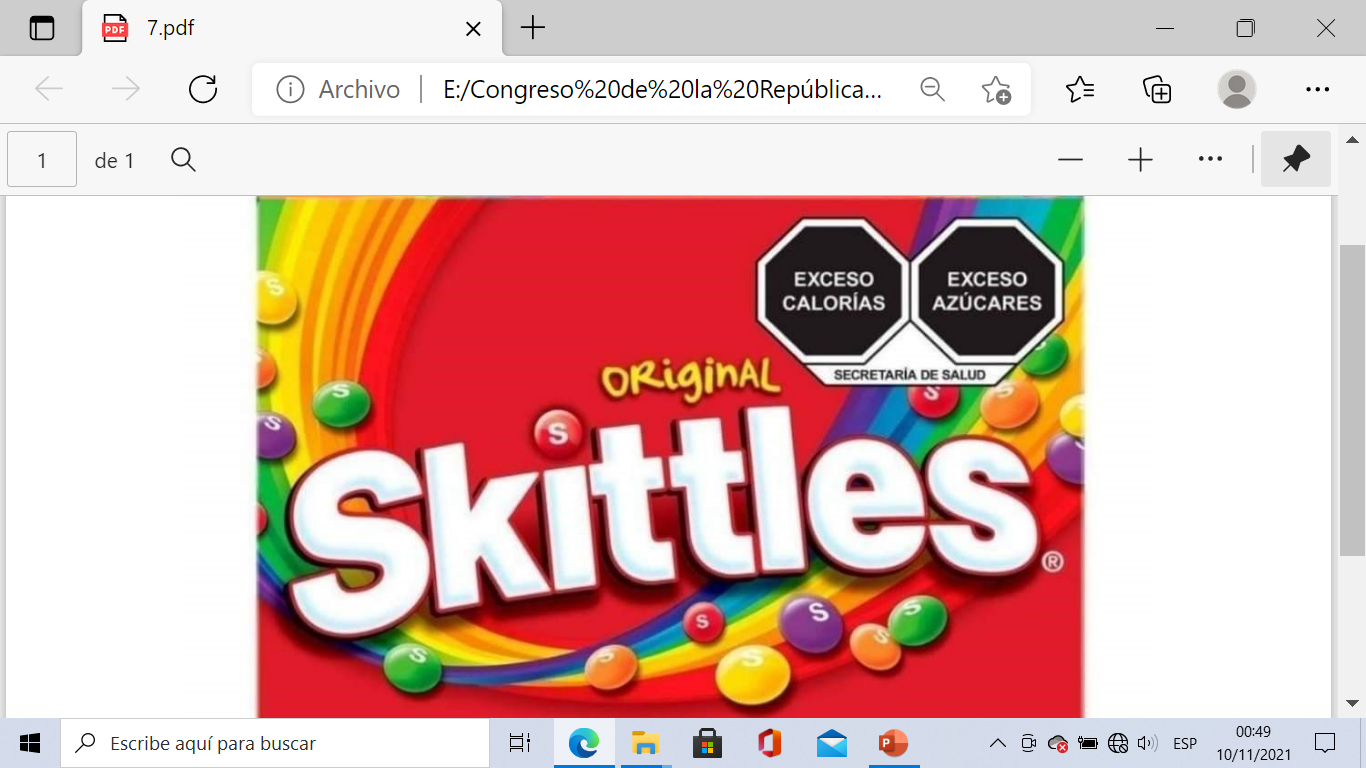 7.pdf
Archivo
E:/Congreso%20de%20la%20República...
1
de 1
EXCESO
CALORÍAS
EXCESO
AZÚCARES
SECRETARÍA DE SALUD
ORiginAL
Skittles®
Escribe aquí para buscar
ESP
00:49
10/11/2021